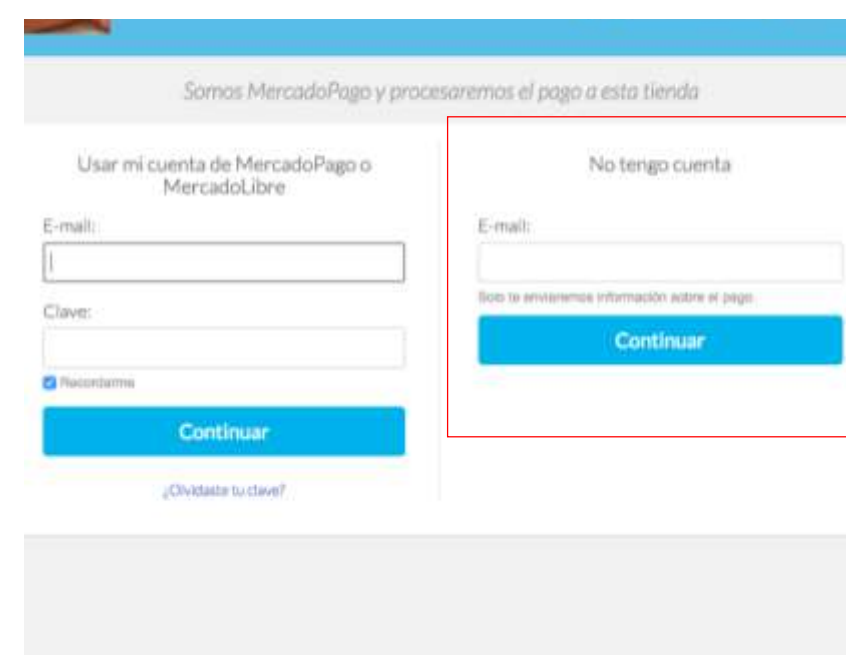 Somos MercadoPago y procesaremos el pago a esta tienda
Usar mi cuenta de MercadoPago o
MercadoLibre
E-mail:
Clave:
Recordarme
Continuar
¿Olvidaste tu clave?
No tengo cuenta
E-mail:
Solo te enviaremos información sobre el pago.
Continuar